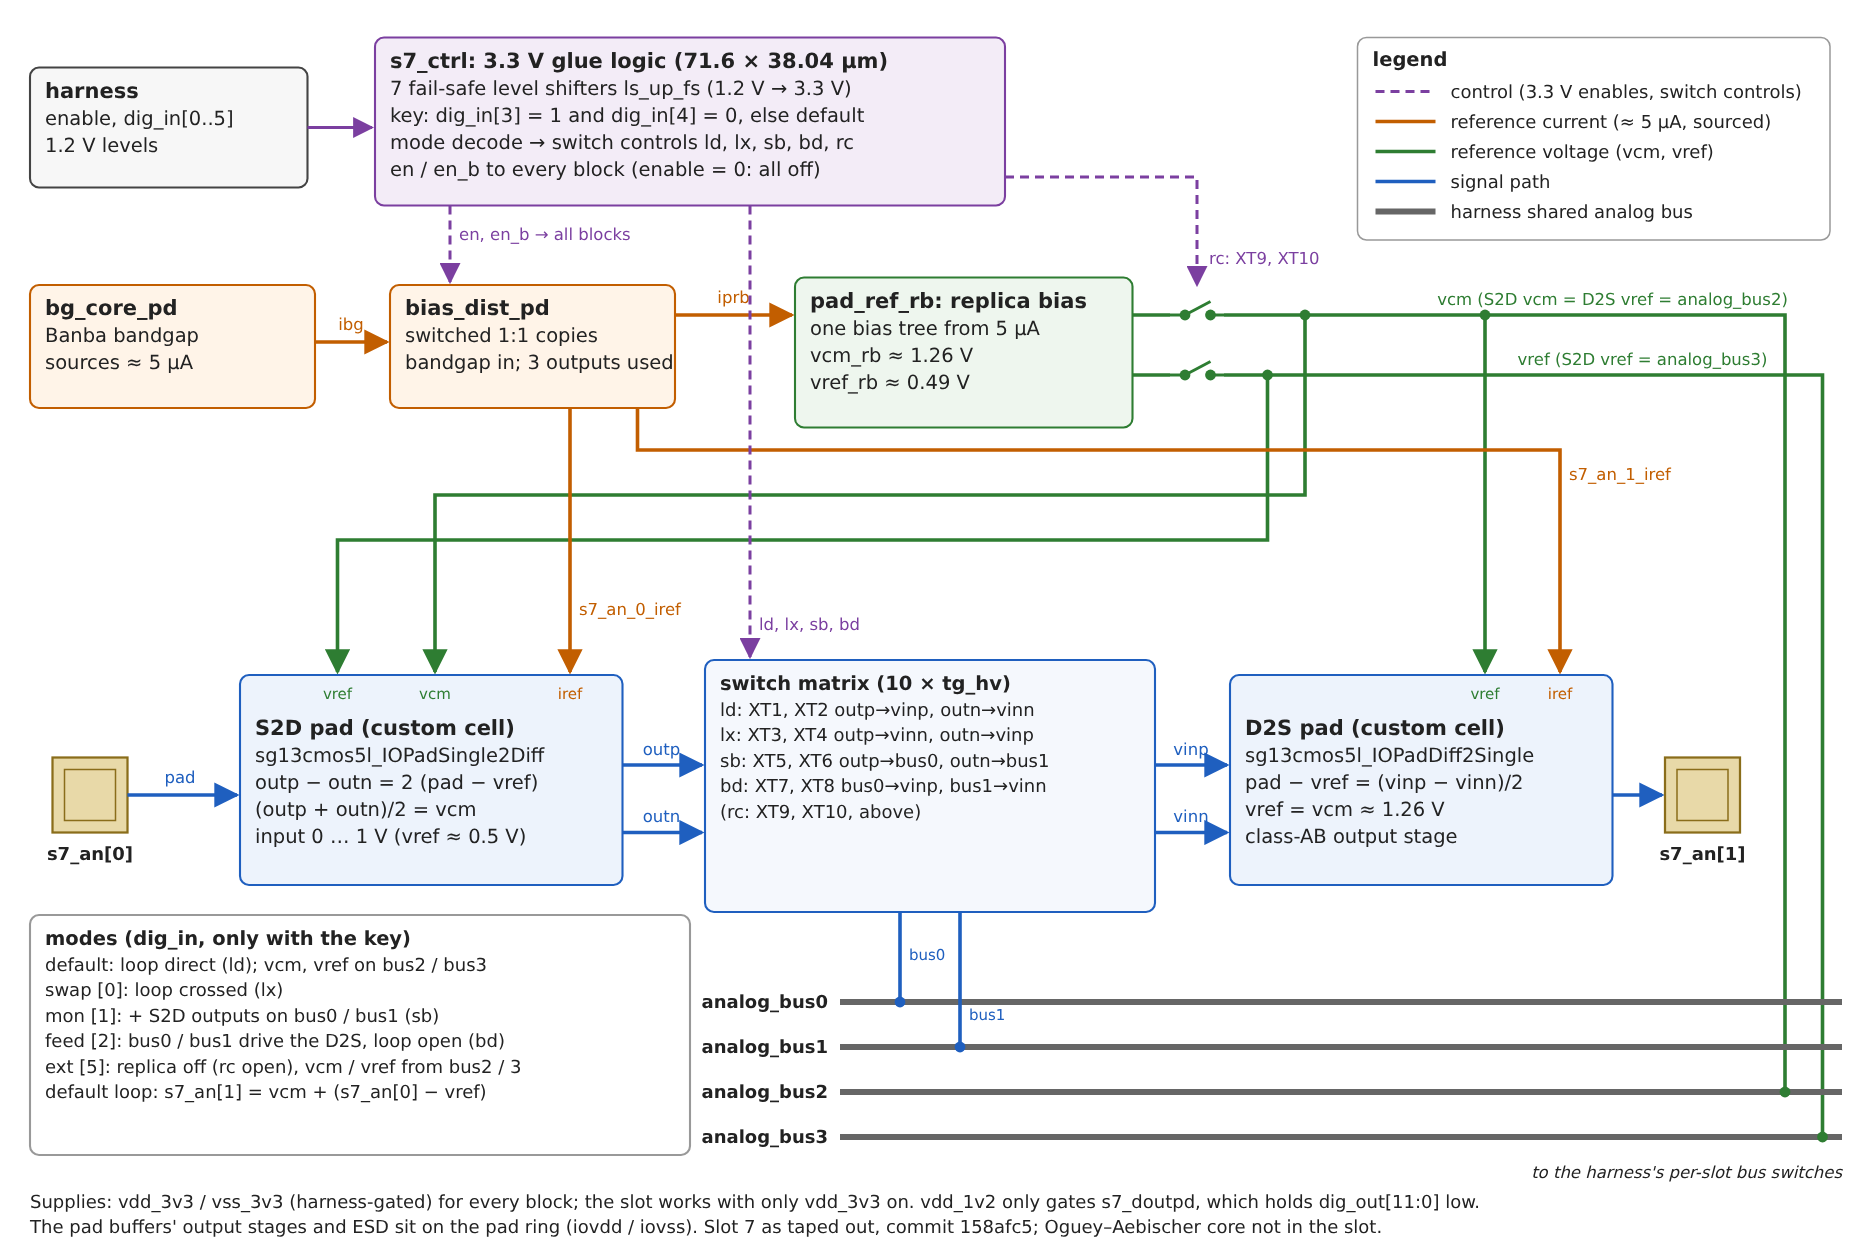 harness
enable, dig_in[0..5]
1.2 V levels
s7_ctrl: 3.3 V glue logic (71.6 × 38.04 µm)
7 fail-safe level shifters ls_up_fs (1.2 V → 3.3 V)
key: dig_in[3] = 1 and dig_in[4] = 0, else default
mode decode → switch controls ld, lx, sb, bd, rc
en / en_b to every block (enable = 0: all off)
legend
control (3.3 V enables, switch controls)
reference current (≈ 5 µA, sourced)
reference voltage (vcm, vref)
signal path
harness shared analog bus
en, en_b → all blocks
rc: XT9, XT10
bg_core_pd
Banba bandgap
sources ≈ 5 µA
ibg
bias_dist_pd
switched 1:1 copies
bandgap in; 3 outputs used
iprb
pad_ref_rb: replica bias
one bias tree from 5 µA
vcm_rb ≈ 1.26 V
vref_rb ≈ 0.49 V
vcm (S2D vcm = D2S vref = analog_bus2)
vref (S2D vref = analog_bus3)
s7_an_1_iref
s7_an_0_iref
ld, lx, sb, bd
vref
vcm
iref
S2D pad (custom cell)
sg13cmos5l_IOPadSingle2Diff
outp − outn = 2 (pad − vref)
(outp + outn)/2 = vcm
input 0 … 1 V (vref ≈ 0.5 V)
pad
s7_an[0]
outp
outn
switch matrix (10 × tg_hv)
ld: XT1, XT2 outp→vinp, outn→vinn
lx: XT3, XT4 outp→vinn, outn→vinp
sb: XT5, XT6 outp→bus0, outn→bus1
bd: XT7, XT8 bus0→vinp, bus1→vinn
(rc: XT9, XT10, above)
vinp
vinn
vref
iref
D2S pad (custom cell)
sg13cmos5l_IOPadDiff2Single
pad − vref = (vinp − vinn)/2
vref = vcm ≈ 1.26 V
class-AB output stage
s7_an[1]
modes (dig_in, only with the key)
default: loop direct (ld); vcm, vref on bus2 / bus3
swap [0]: loop crossed (lx)
mon [1]: + S2D outputs on bus0 / bus1 (sb)
feed [2]: bus0 / bus1 drive the D2S, loop open (bd)
ext [5]: replica off (rc open), vcm / vref from bus2 / 3
default loop: s7_an[1] = vcm + (s7_an[0] − vref)
bus0
bus1
analog_bus0
analog_bus1
analog_bus2
analog_bus3
to the harness's per-slot bus switches
Supplies: vdd_3v3 / vss_3v3 (harness-gated) for every block; the slot works with only vdd_3v3 on. vdd_1v2 only gates s7_doutpd, which holds dig_out[11:0] low.
The pad buffers' output stages and ESD sit on the pad ring (iovdd / iovss). Slot 7 as taped out, commit 158afc5; Oguey–Aebischer core not in the slot.